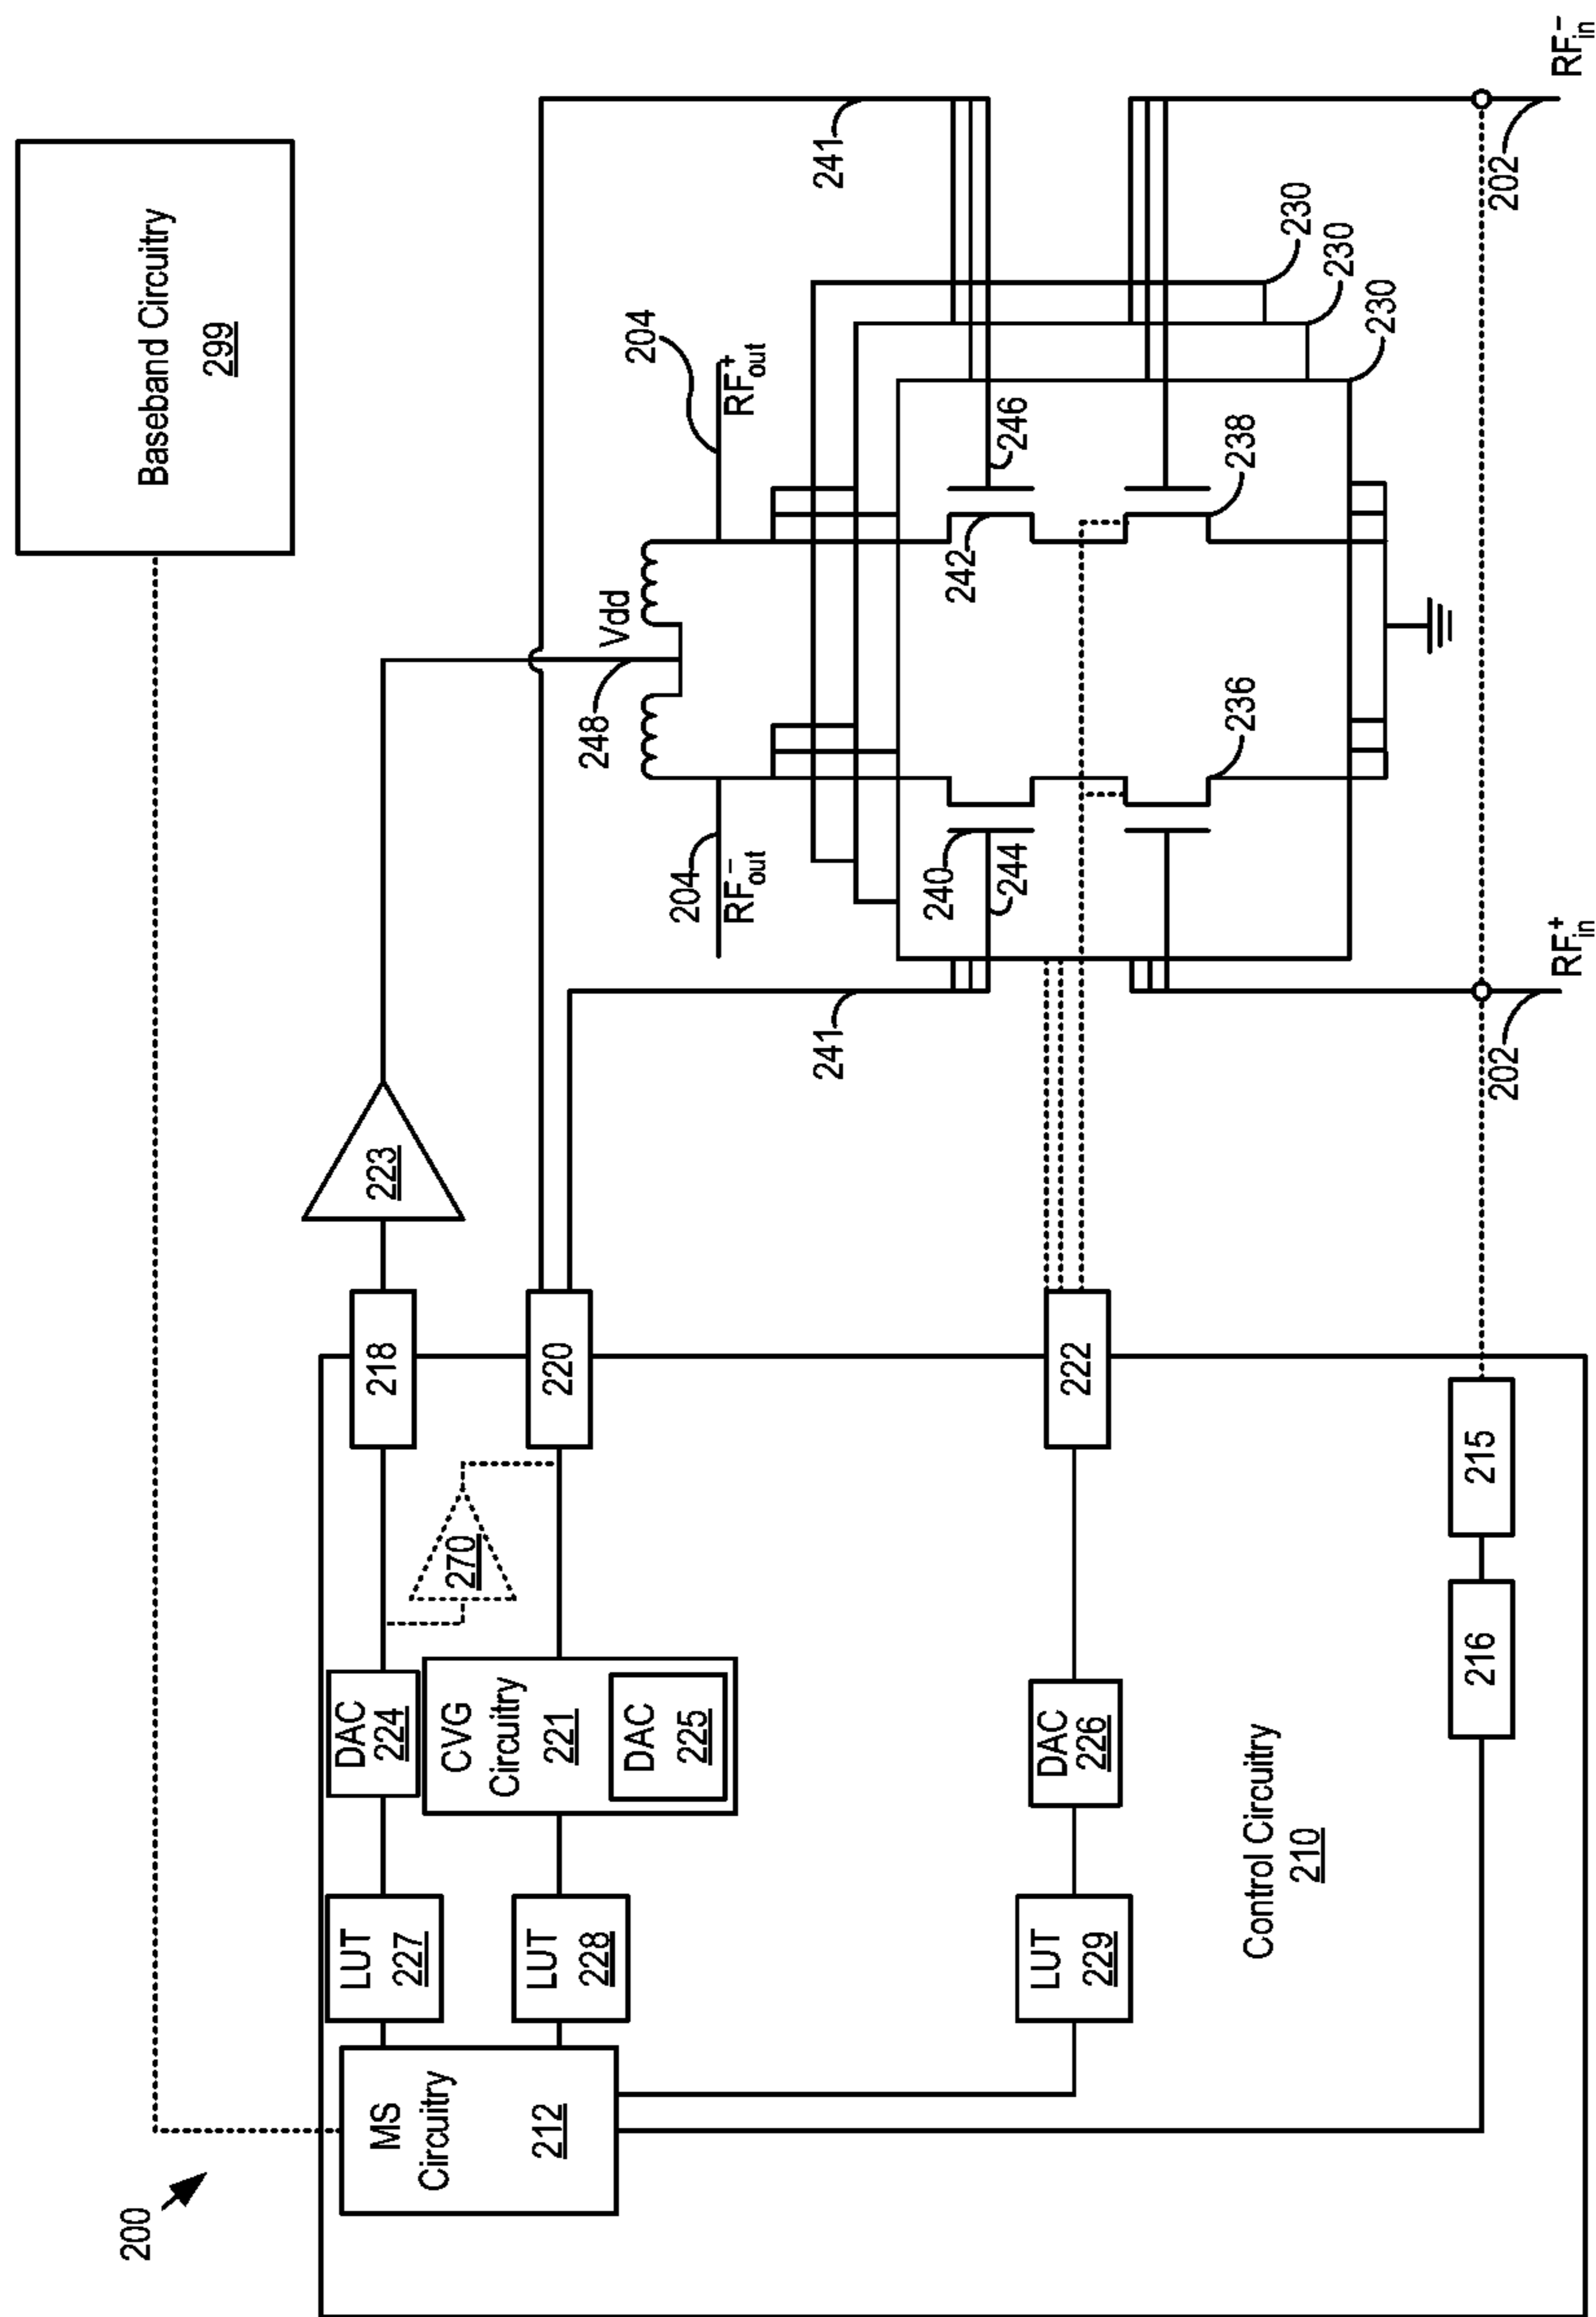 200
Baseband Circuitry
299
MS
Circuitry
212
LUT
227
DAC
224
218
223
270
LUT
228
CVG
Circuitry
221
DAC
225
220
248
Vdd
204
RF⁻out
204
RF⁺out
241
241
240
244
242
246
230
230
230
236
238
LUT
229
DAC
226
222
Control Circuitry
210
216
215
202
RF⁺in
202
RF⁻in